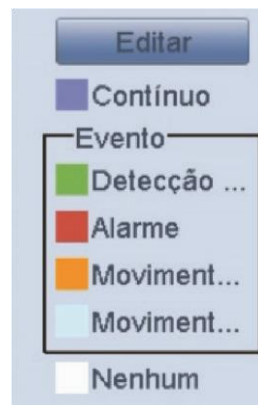 Editar
Contínuo
Evento
Detecção ...
Alarme
Moviment...
Moviment...
Nenhum